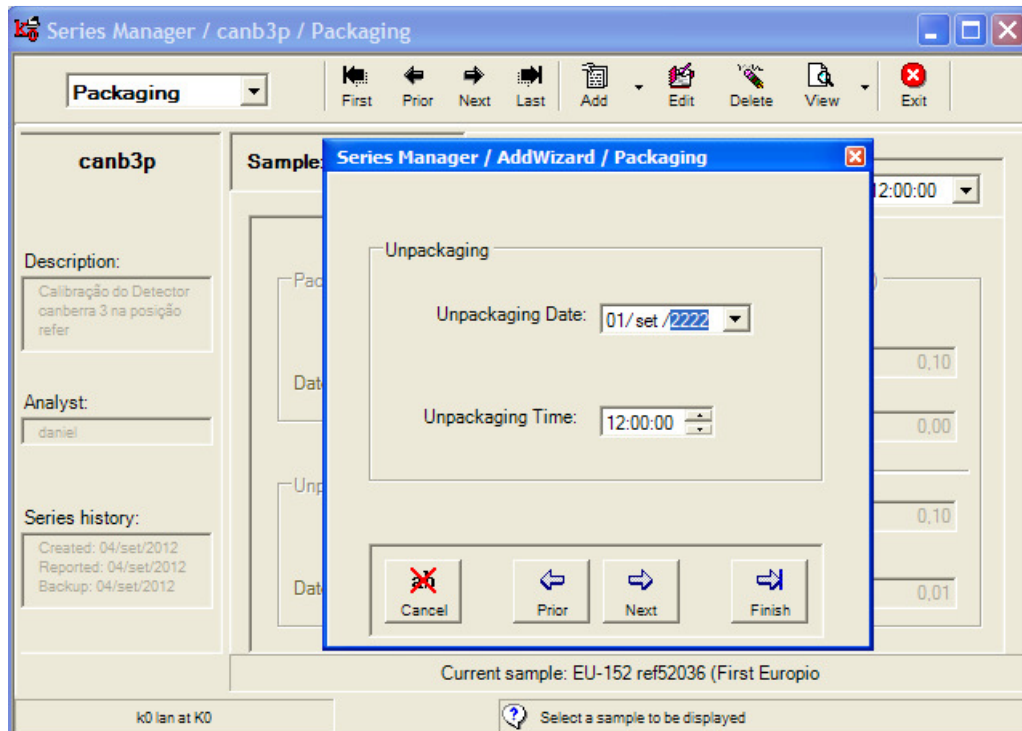 Series Manager / canb3p / Packaging
Packaging
First Prior Next Last Add Edit Delete View Exit
canb3p
Description:
Calibração do Detector
canberra 3 na posição
refer
Analyst:
daniel
Series history:
Created: 04/set/2012
Reported: 04/set/2012
Backup: 04/set/2012
Sample:
12:00:00
Pac
Dat
0,10
0,00
Unp
Dat
0,10
0,01
Series Manager / AddWizard / Packaging
Unpackaging
Unpackaging Date: 01/set/2222
Unpackaging Time: 12:00:00
Cancel Prior Next Finish
Current sample: EU-152 ref52036 (First Europio
k0 lan at K0
Select a sample to be displayed